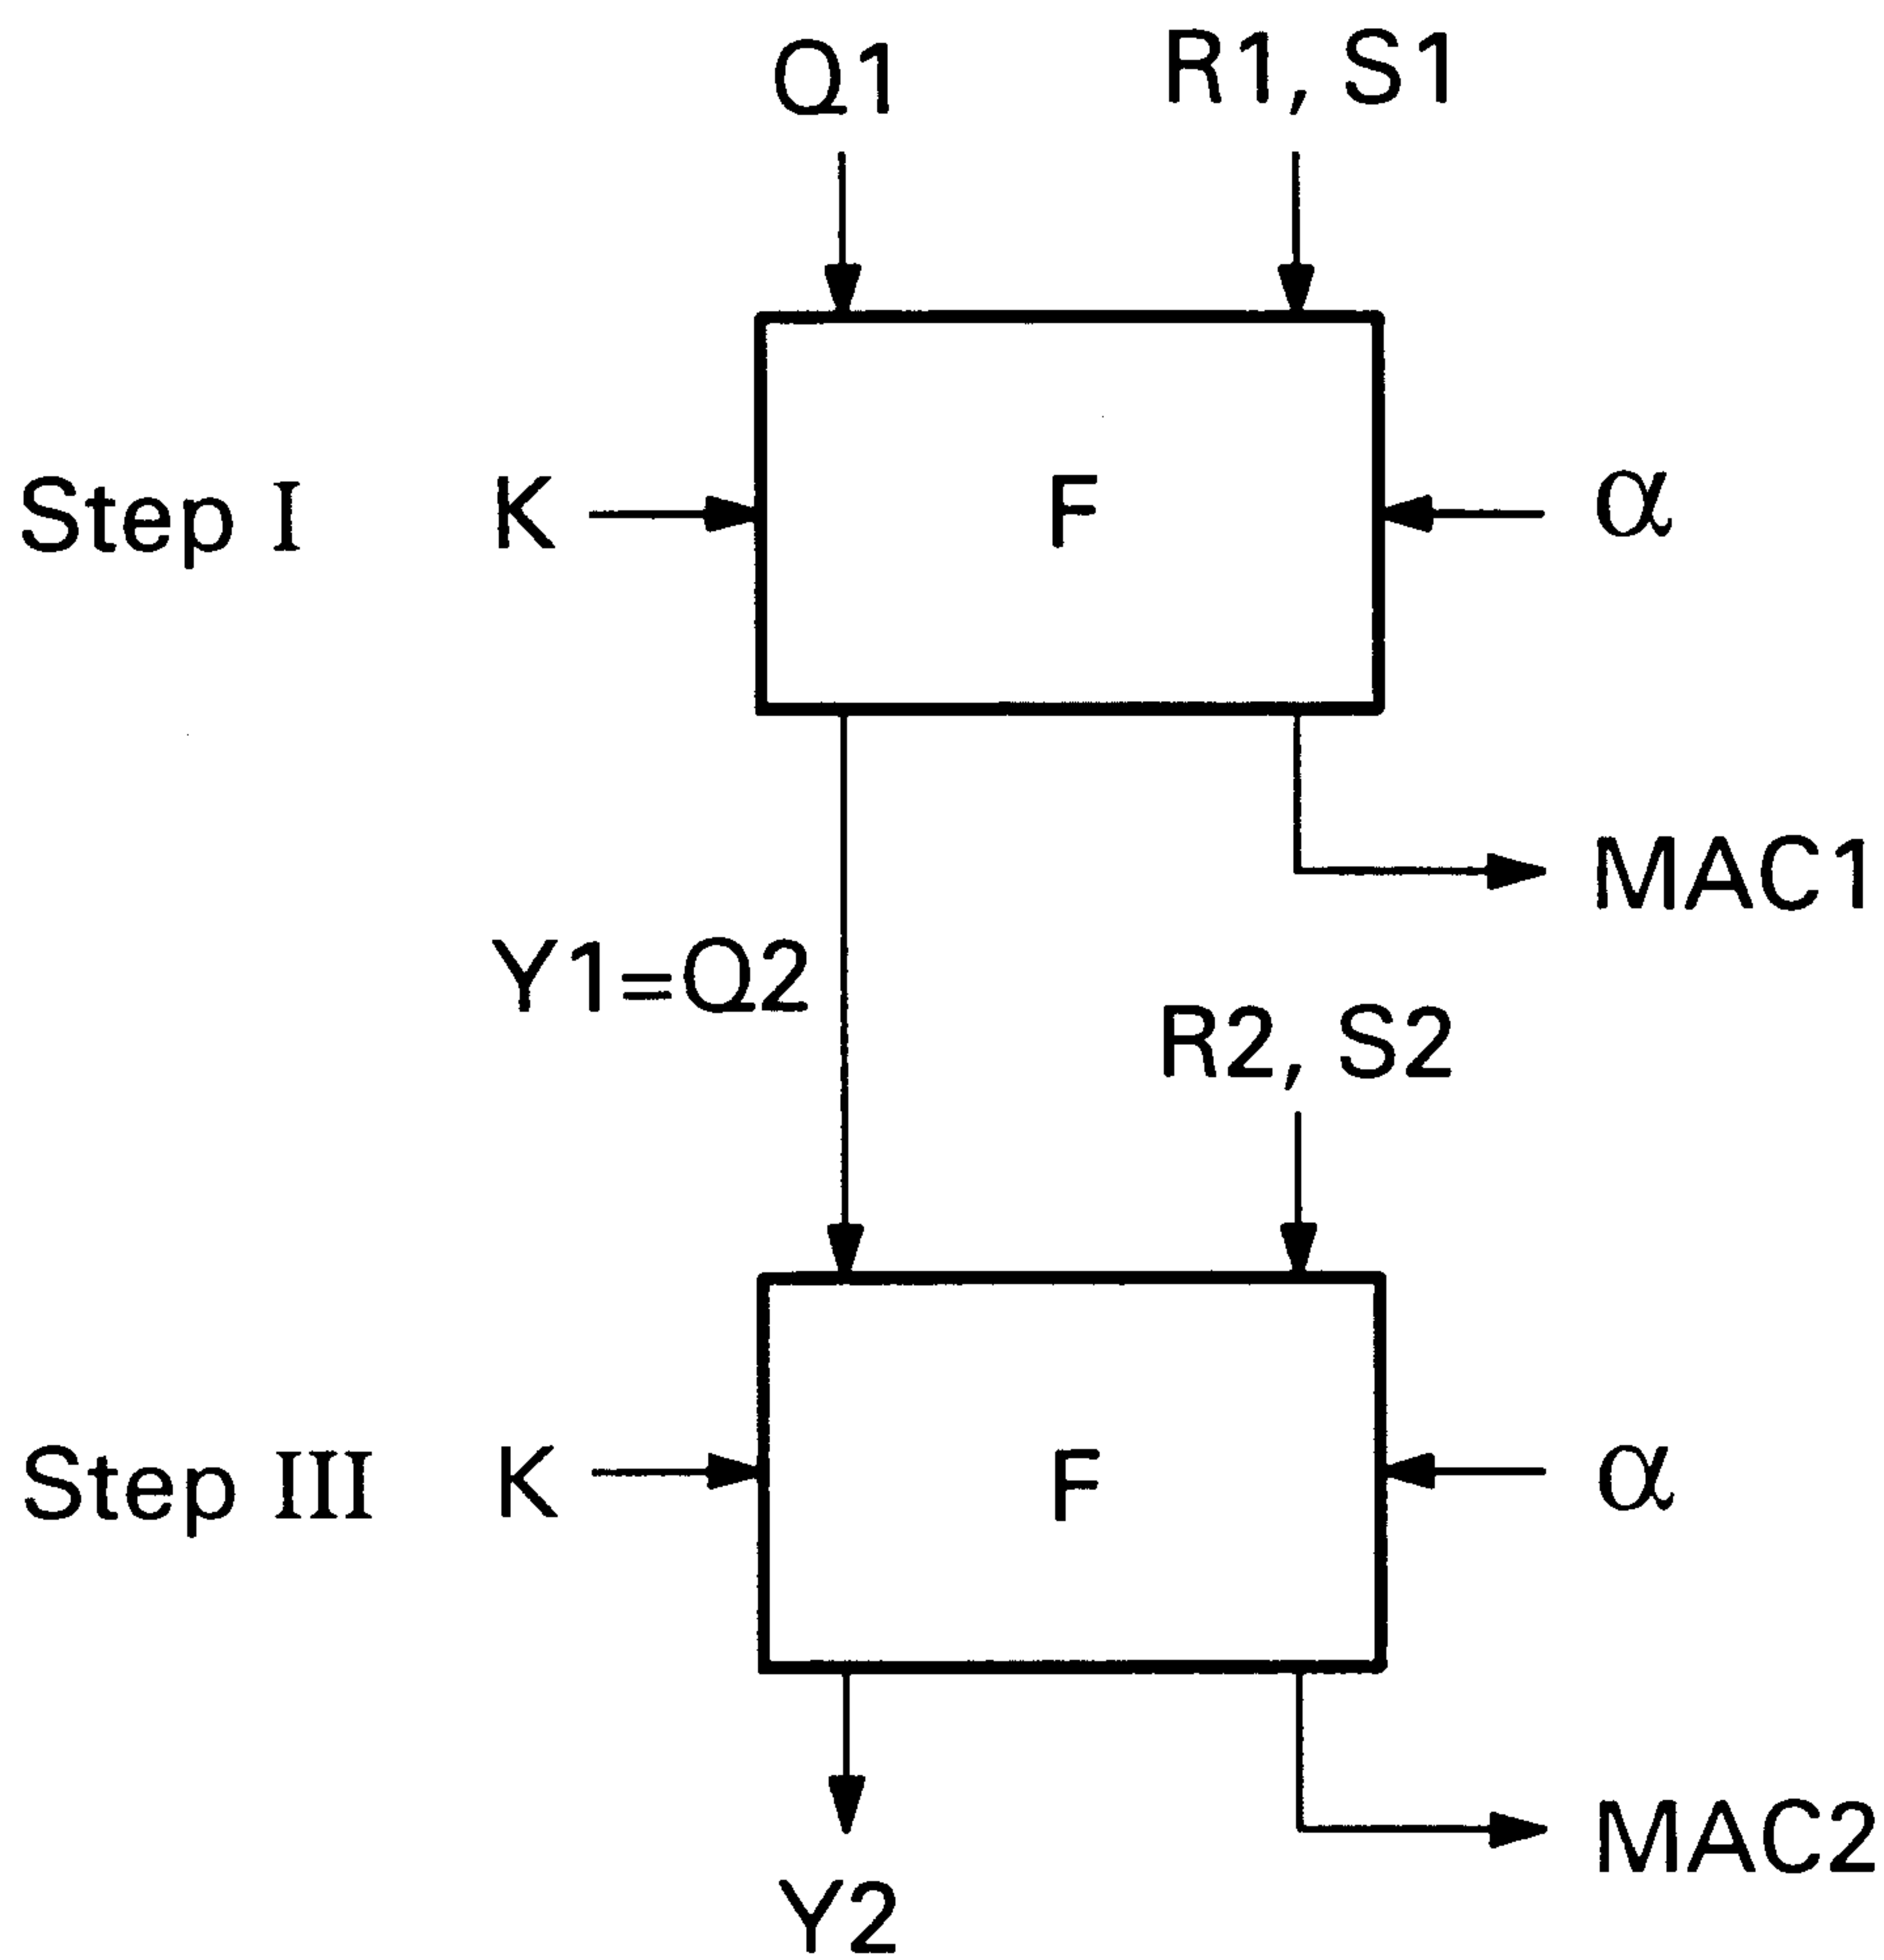 Q1
R1, S1
Step I
K
F
α
MAC1
Y1=Q2
R2, S2
Step III
K
F
α
MAC2
Y2